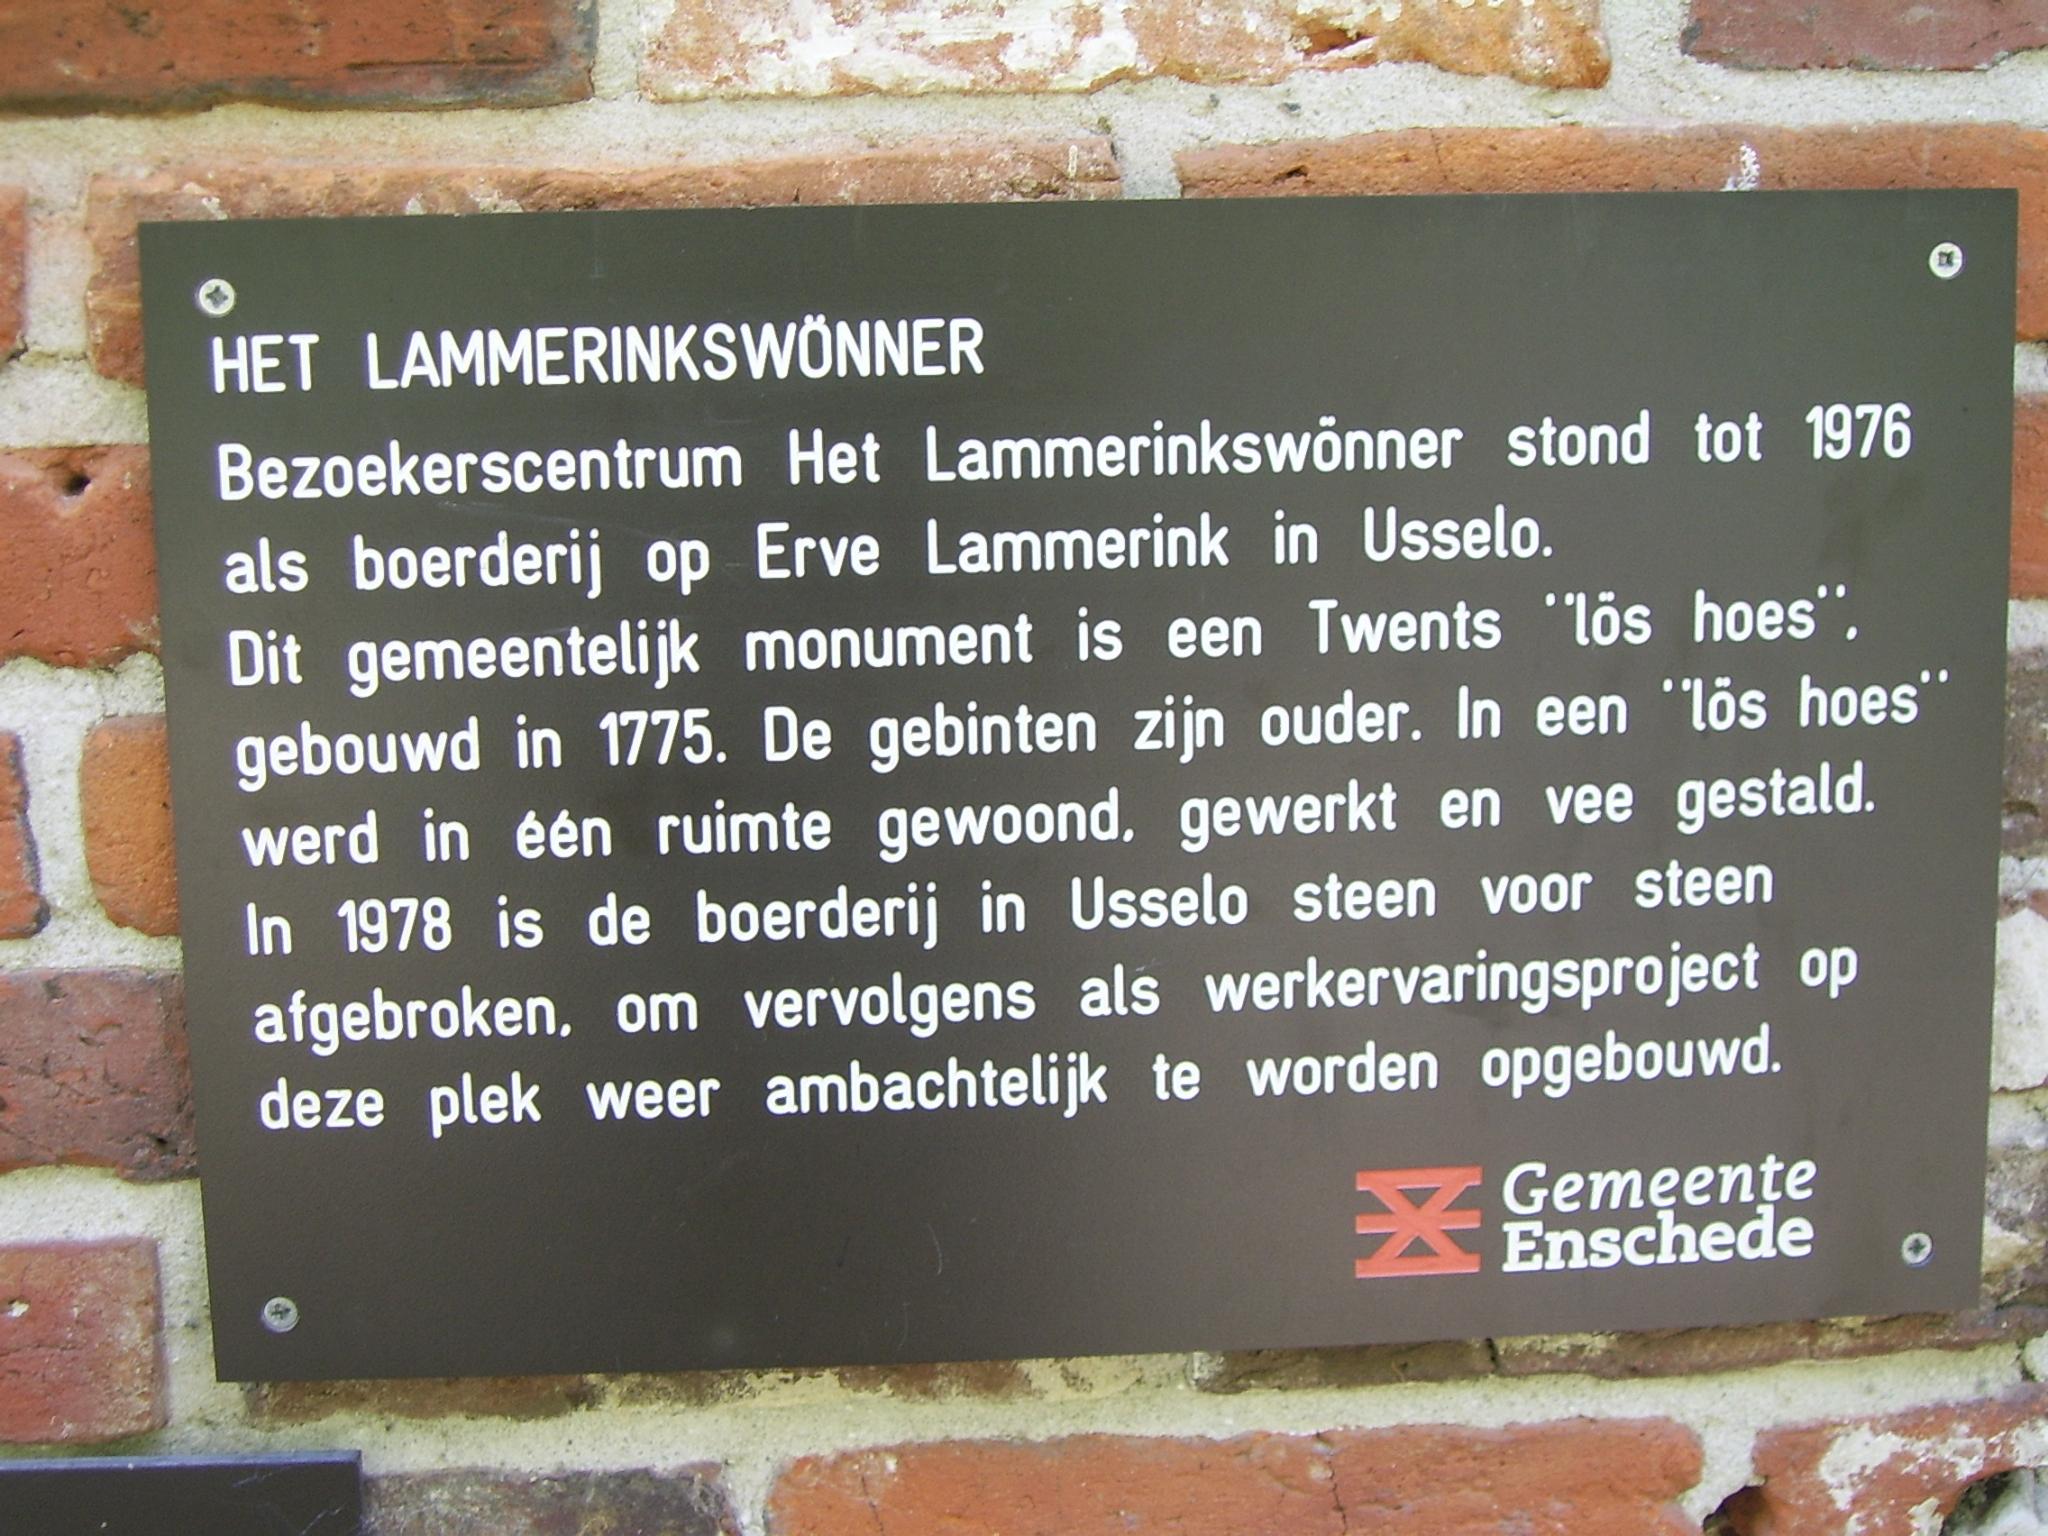 HET LAMMERINKSWÖNNER
Bezoekerscentrum Het Lammerinkswönner stond tot 1976
als boerderij op Erve Lammerink in Usselo.
Dit gemeentelijk monument is een Twents ¨lös hoes¨,
gebouwd in 1775. De gebinten zijn ouder. In een ¨lös hoes¨
werd in één ruimte gewoond, gewerkt en vee gestald.
In 1978 is de boerderij in Usselo steen voor steen
afgebroken, om vervolgens als werkervaringsproject op
deze plek weer ambachtelijk te worden opgebouwd.
Gemeente
Enschede